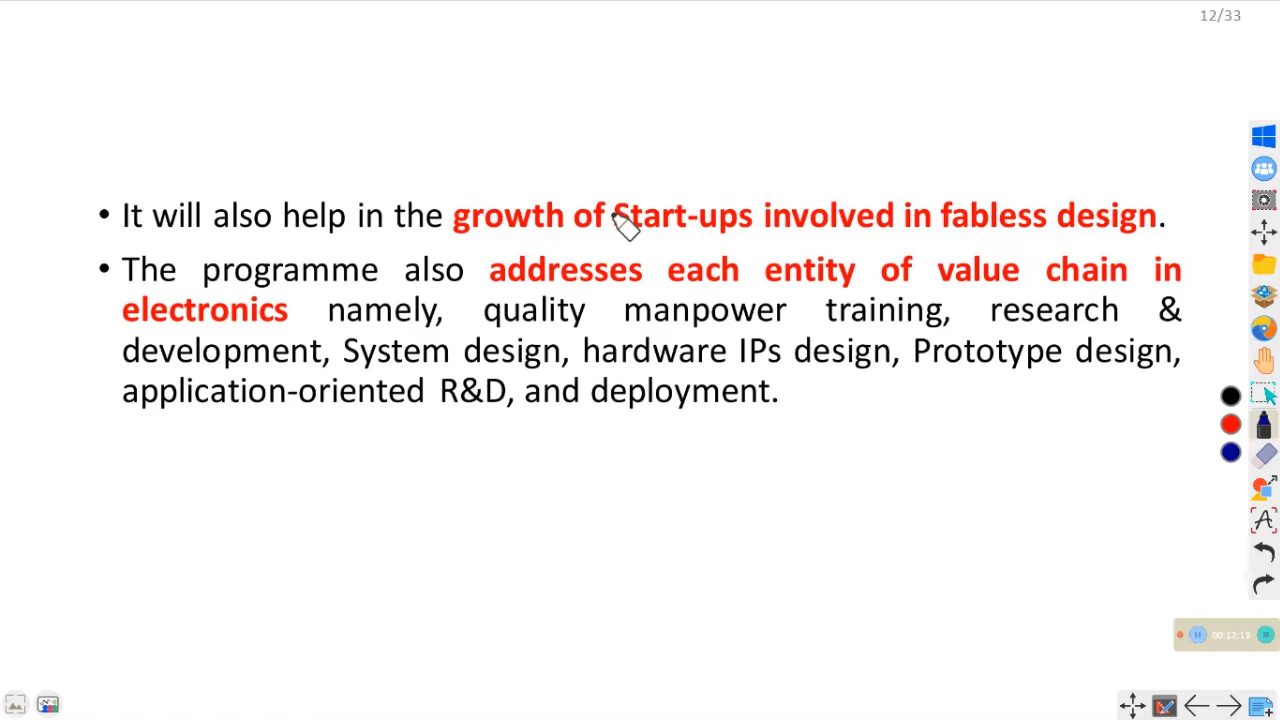 12/33
• It will also help in the growth of Start-ups involved in fabless design.
• The programme also addresses each entity of value chain in
electronics namely, quality manpower training, research &
development, System design, hardware IPs design, Prototype design,
application-oriented R&D, and deployment.